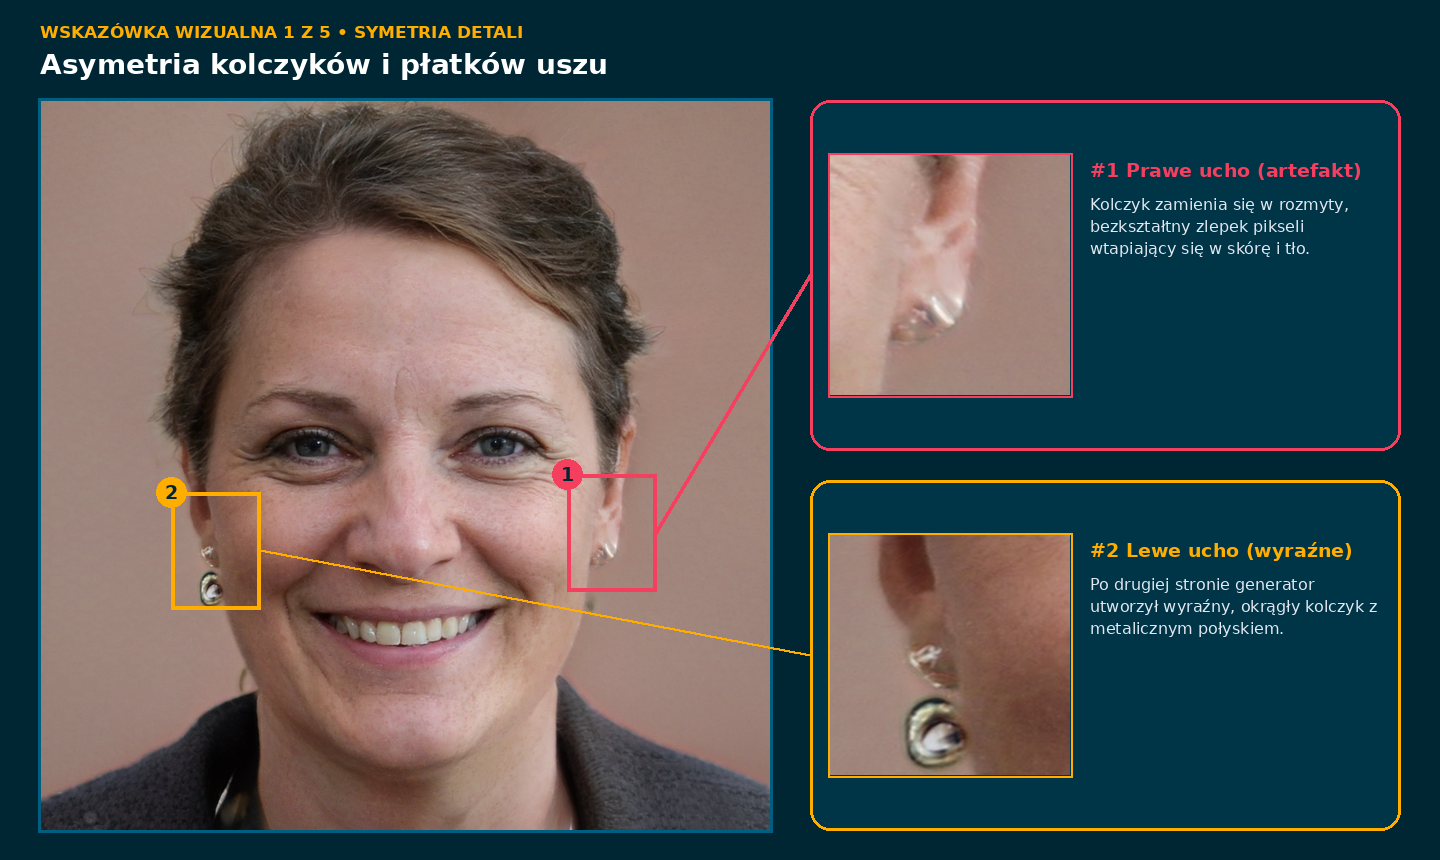 WSKAZÓWKA WIZUALNA 1 Z 5 • SYMETRIA DETALI
Asymetria kolczyków i płatków uszu
1
2
#1 Prawe ucho (artefakt)
Kolczyk zamienia się w rozmyty,
bezkształtny zlepek pikseli
wtapiający się w skórę i tło.
#2 Lewe ucho (wyraźne)
Po drugiej stronie generator
utworzył wyraźny, okrągły kolczyk z
metalicznym połyskiem.